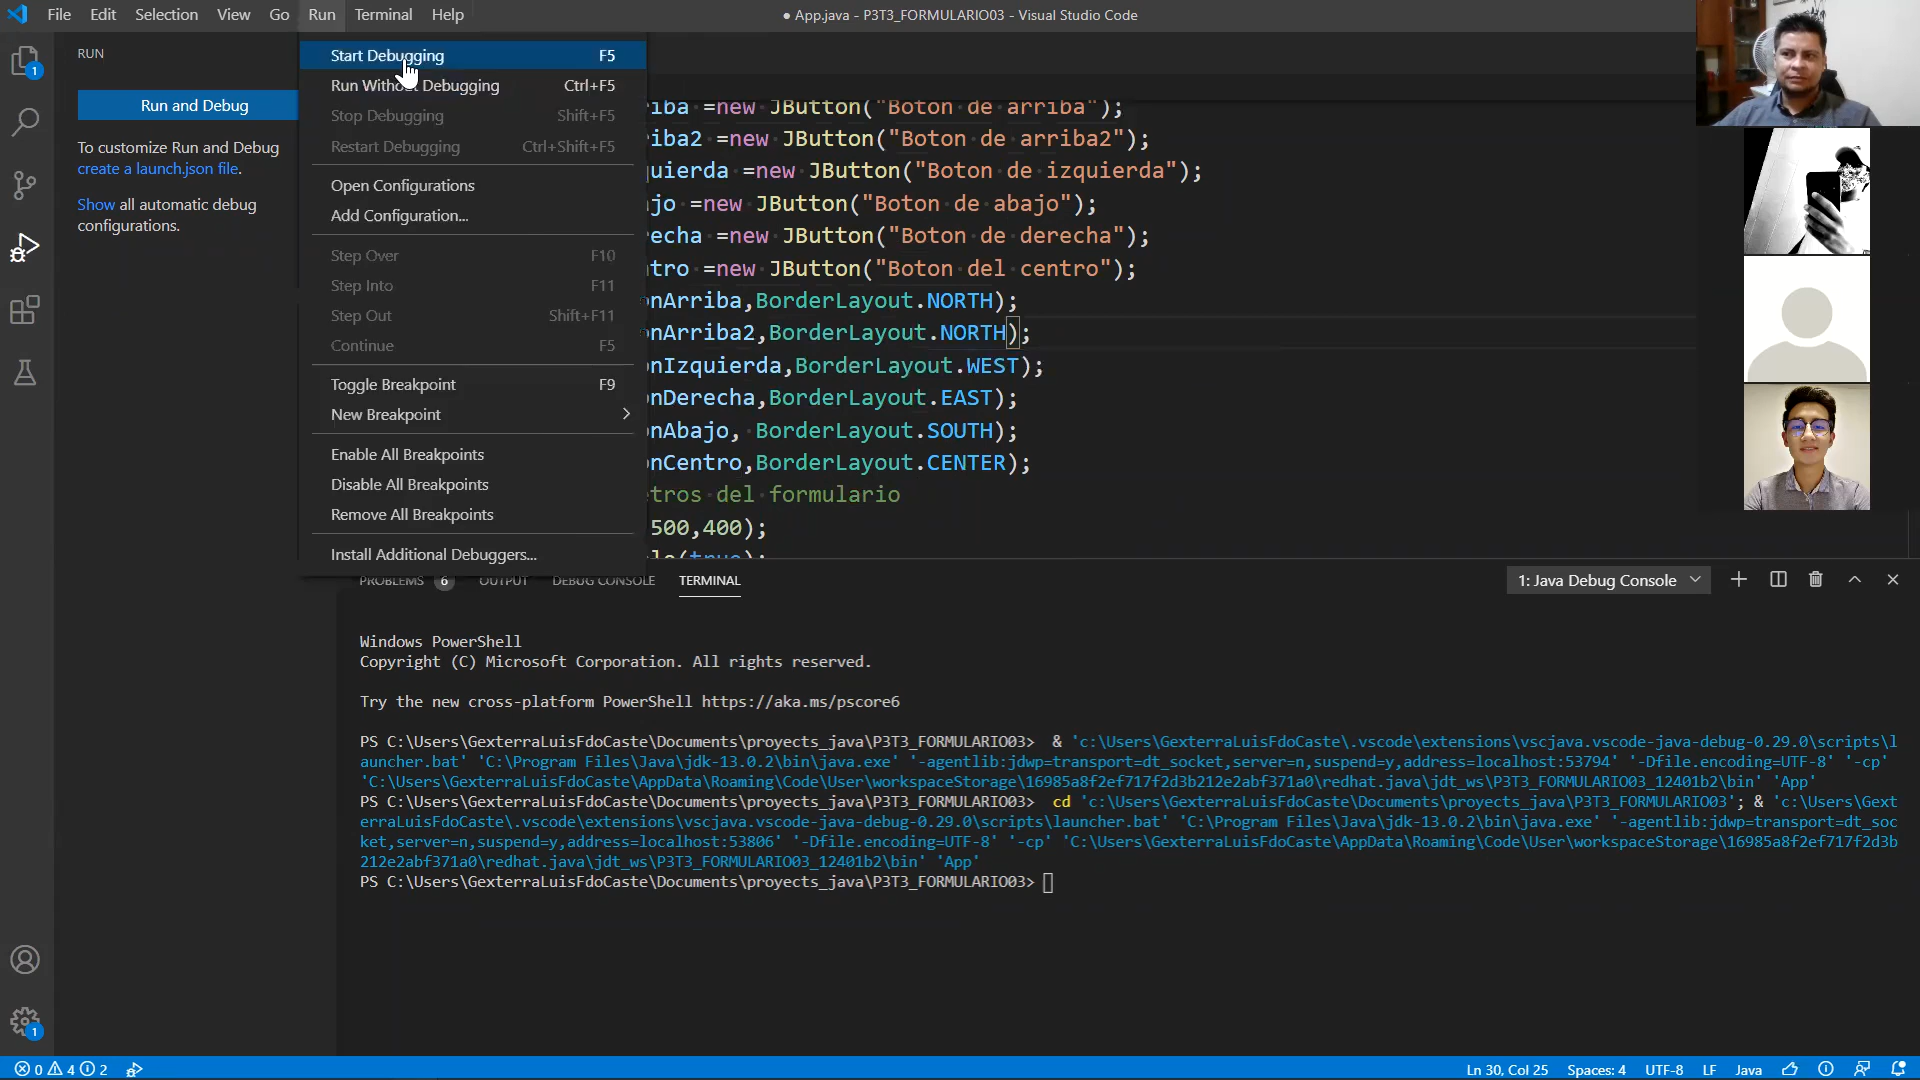 File Edit Selection View Go Run Terminal Help
● App.java - P3T3_FORMULARIO03 - Visual Studio Code
RUN
Run and Debug
To customize Run and Debug
create a launch.json file.
Show all automatic debug
configurations.
1
Start Debugging F5
Run Without Debugging Ctrl+F5
Stop Debugging Shift+F5
Restart Debugging Ctrl+Shift+F5
Open Configurations
Add Configuration...
Step Over F10
Step Into F11
Step Out Shift+F11
Continue F5
Toggle Breakpoint F9
New Breakpoint
Enable All Breakpoints
Disable All Breakpoints
Remove All Breakpoints
Install Additional Debuggers...
iba =new JButton("Boton de arriba");
riba2 =new JButton("Boton de arriba2");
uierda =new JButton("Boton de izquierda");
ajo =new JButton("Boton de abajo");
recha =new JButton("Boton de derecha");
ntro =new JButton("Boton del centro");
onArriba,BorderLayout.NORTH);
onArriba2,BorderLayout.NORTH);
onIzquierda,BorderLayout.WEST);
onDerecha,BorderLayout.EAST);
onAbajo, BorderLayout.SOUTH);
onCentro,BorderLayout.CENTER);
etros del formulario
500,400);
le(true);
PROBLEMS 6 OUTPUT DEBUG CONSOLE TERMINAL
1: Java Debug Console
Windows PowerShell
Copyright (C) Microsoft Corporation. All rights reserved.
Try the new cross-platform PowerShell https://aka.ms/pscore6
PS C:\Users\GexterraLuisFdoCaste\Documents\proyects_java\P3T3_FORMULARIO03> & 'c:\Users\GexterraLuisFdoCaste\.vscode\extensions\vscjava.vscode-java-debug-0.29.0\scripts\l
auncher.bat' 'C:\Program Files\Java\jdk-13.0.2\bin\java.exe' '-agentlib:jdwp=transport=dt_socket,server=n,suspend=y,address=localhost:53794' '-Dfile.encoding=UTF-8' '-cp'
'C:\Users\GexterraLuisFdoCaste\AppData\Roaming\Code\User\workspaceStorage\16985a8f2ef717f2d3b212e2abf371a0\redhat.java\jdt_ws\P3T3_FORMULARIO03_12401b2\bin' 'App'
PS C:\Users\GexterraLuisFdoCaste\Documents\proyects_java\P3T3_FORMULARIO03> cd 'c:\Users\GexterraLuisFdoCaste\Documents\proyects_java\P3T3_FORMULARIO03'; & 'c:\Users\Gext
erraLuisFdoCaste\.vscode\extensions\vscjava.vscode-java-debug-0.29.0\scripts\launcher.bat' 'C:\Program Files\Java\jdk-13.0.2\bin\java.exe' '-agentlib:jdwp=transport=dt_soc
ket,server=n,suspend=y,address=localhost:53806' '-Dfile.encoding=UTF-8' '-cp' 'C:\Users\GexterraLuisFdoCaste\AppData\Roaming\Code\User\workspaceStorage\16985a8f2ef717f2d3b
212e2abf371a0\redhat.java\jdt_ws\P3T3_FORMULARIO03_12401b2\bin' 'App'
PS C:\Users\GexterraLuisFdoCaste\Documents\proyects_java\P3T3_FORMULARIO03>
1
0 4 2
Ln 30, Col 25 Spaces: 4 UTF-8 LF Java